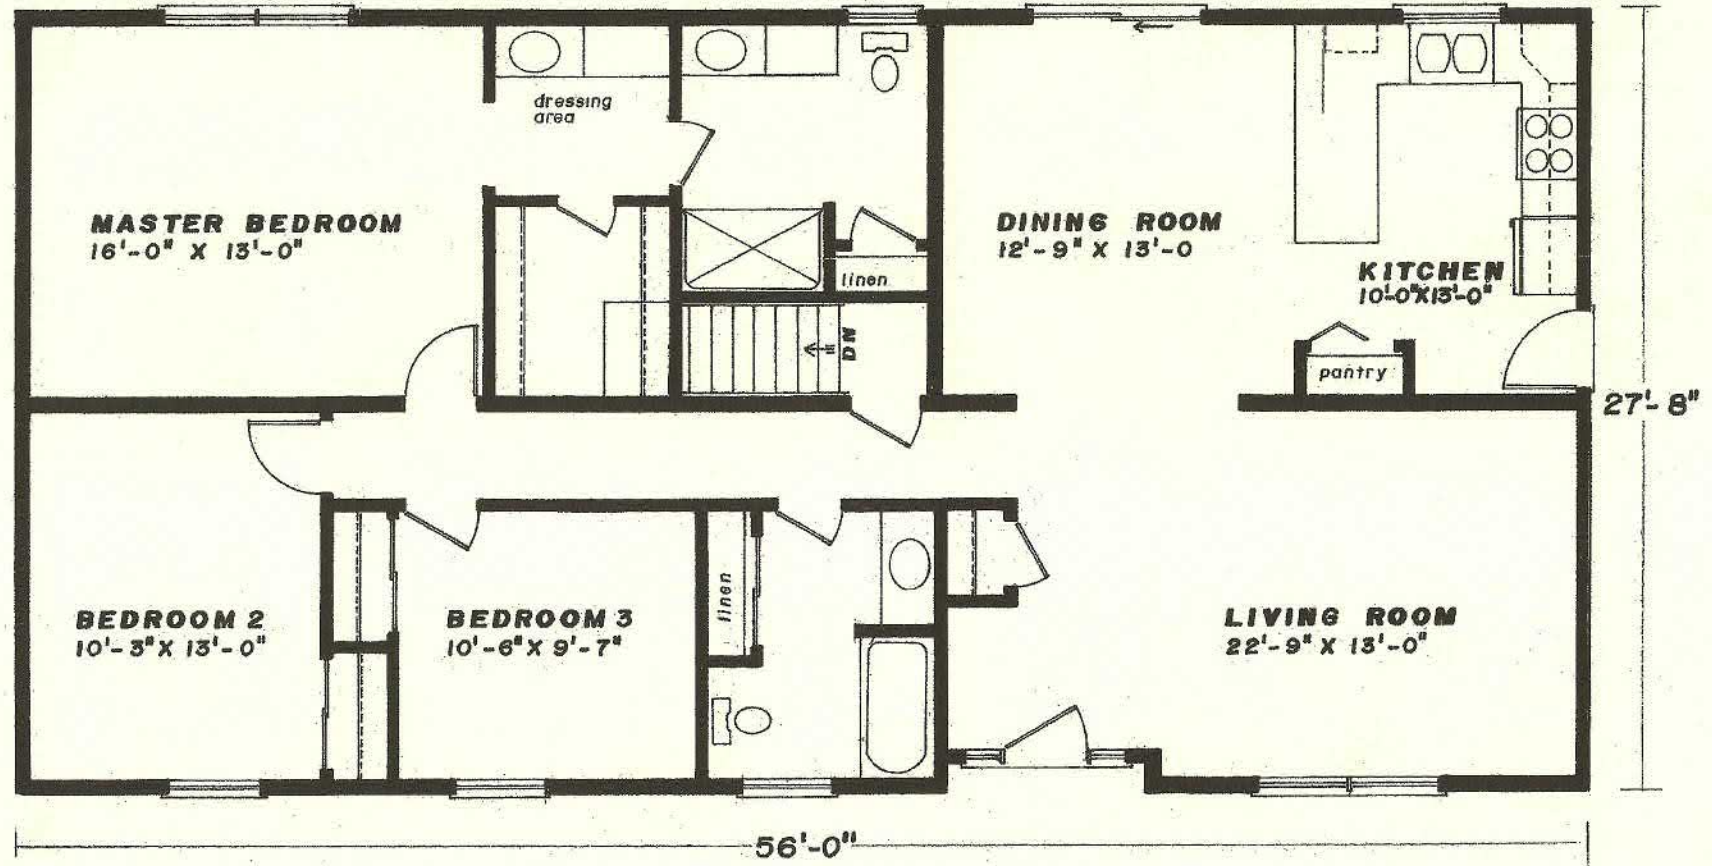 dressing
area
MASTER BEDROOM
16'-0" X 13'-0"
DINING ROOM
12'-9" X 13'-0
KITCHEN
10'-0"X13'-0"
linen
DN
pantry
27'-8"
BEDROOM 2
10'-3" X 13'-0"
BEDROOM 3
10'-6" X 9'-7"
linen
LIVING ROOM
22'-9" X 13'-0"
56'-0"